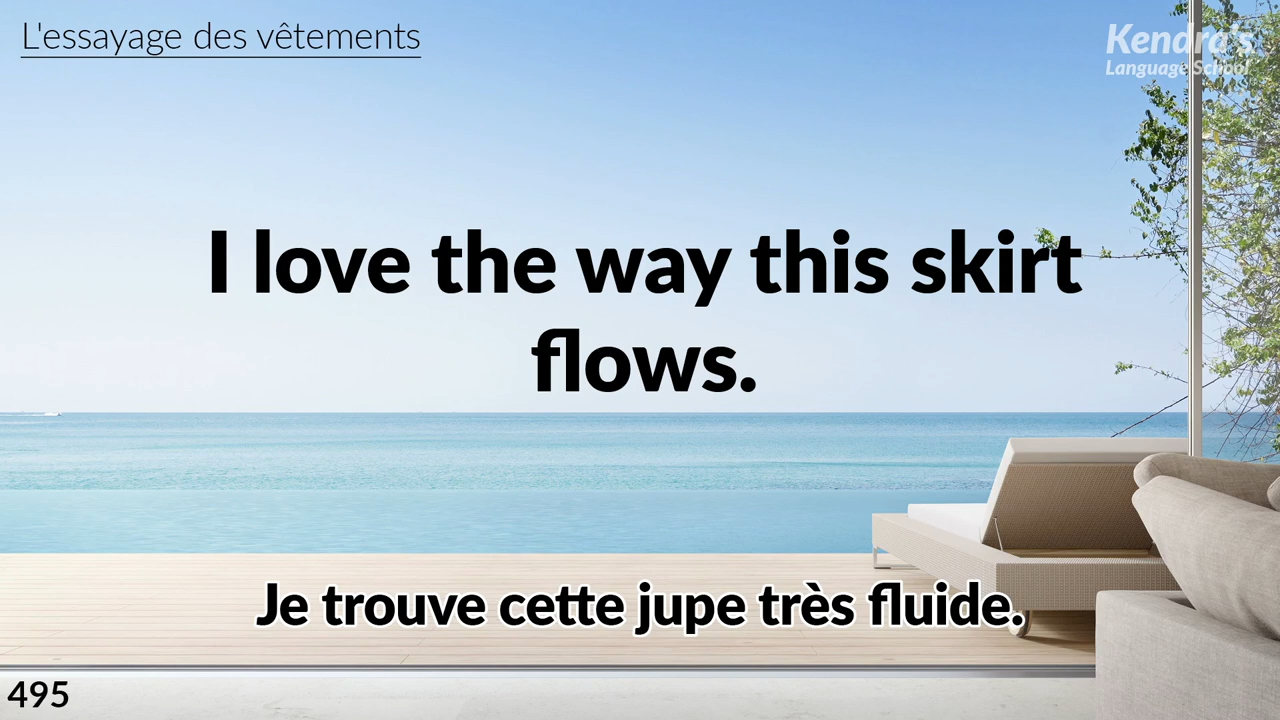 L'essayage des vêtements
Kendra's
Language School
I love the way this skirt
flows.
Je trouve cette jupe très fluide.
495